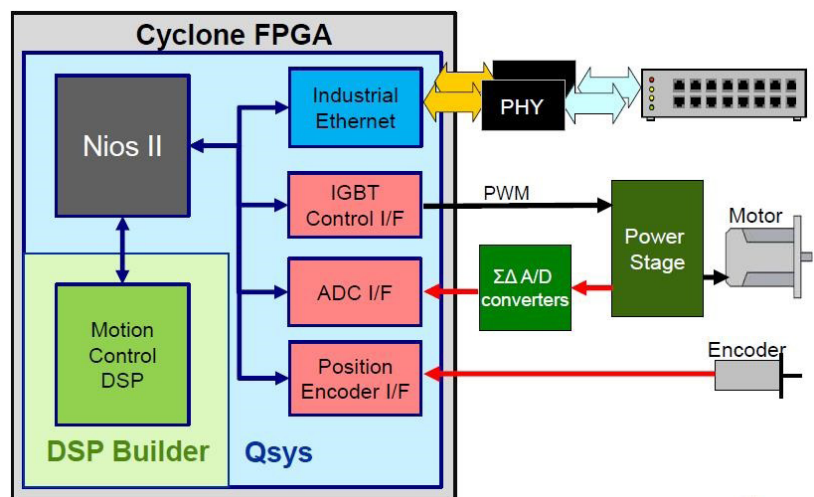 Cyclone FPGA
Nios II
Industrial
Ethernet
PHY
IGBT
Control I/F
PWM
Power
Stage
Motor
ADC I/F
ΣΔ A/D
converters
Motion
Control
DSP
Position
Encoder I/F
Encoder
DSP Builder
Qsys